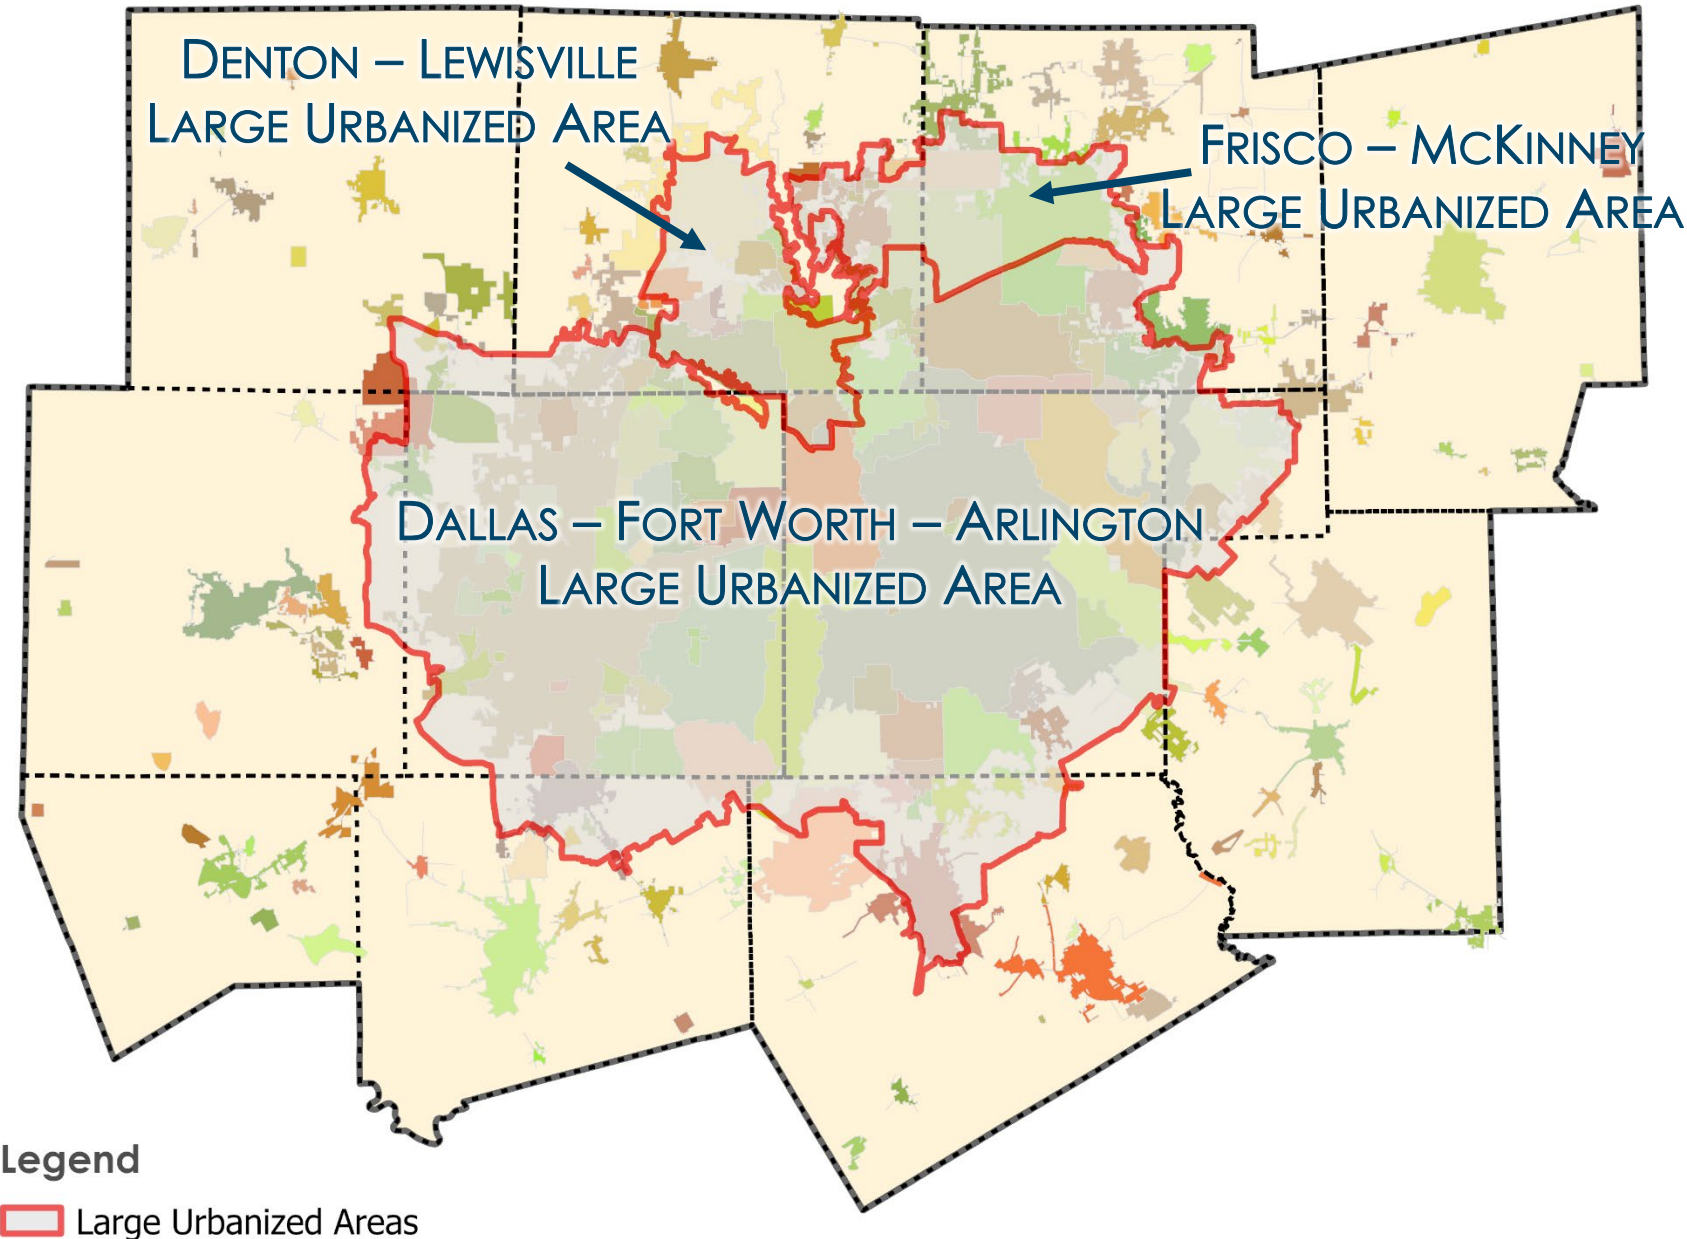 DENTON – LEWISVILLE
LARGE URBANIZED AREA
FRISCO – MCKINNEY
LARGE URBANIZED AREA
DALLAS – FORT WORTH – ARLINGTON
LARGE URBANIZED AREA
Legend
Large Urbanized Areas